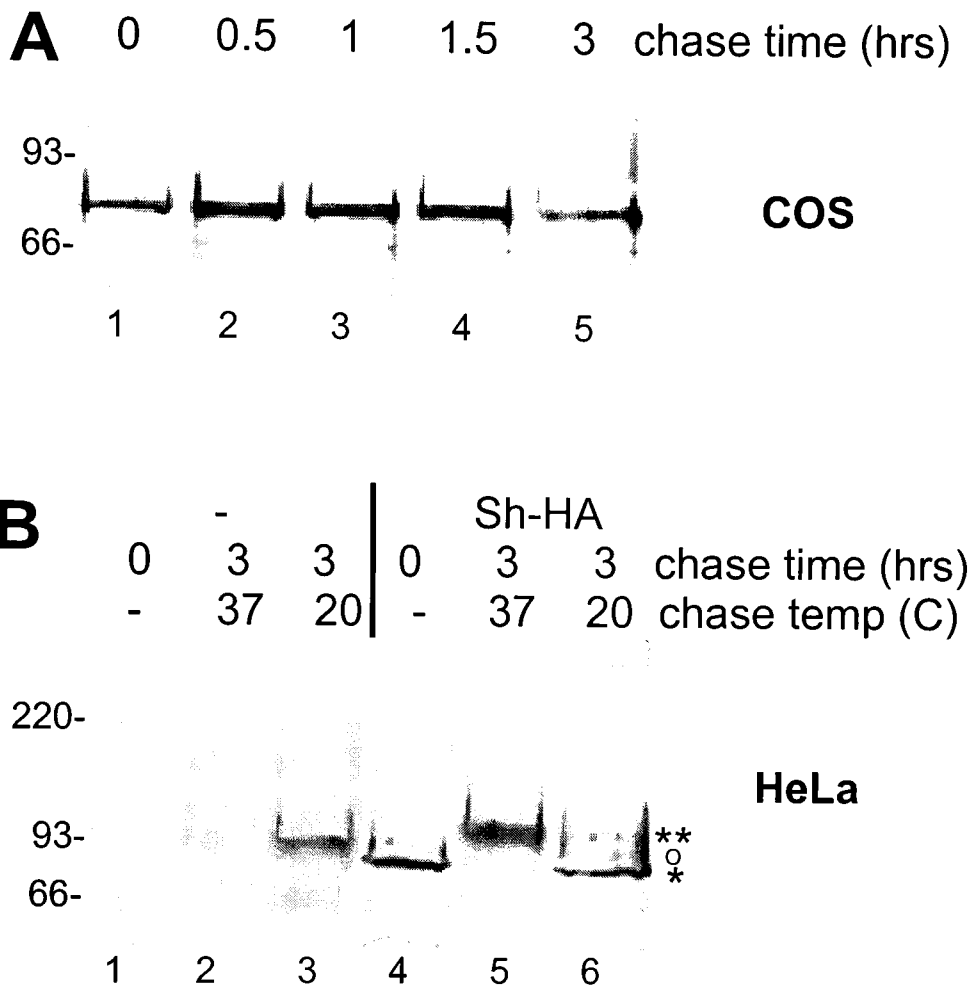 A 0 0.5 1 1.5 3 chase time (hrs)
93-
COS
66-
1 2 3 4 5
B - Sh-HA
0 3 3 0 3 3 chase time (hrs)
- 37 20 - 37 20 chase temp (C)
220-
HeLa
93- **
o
*
66-
1 2 3 4 5 6